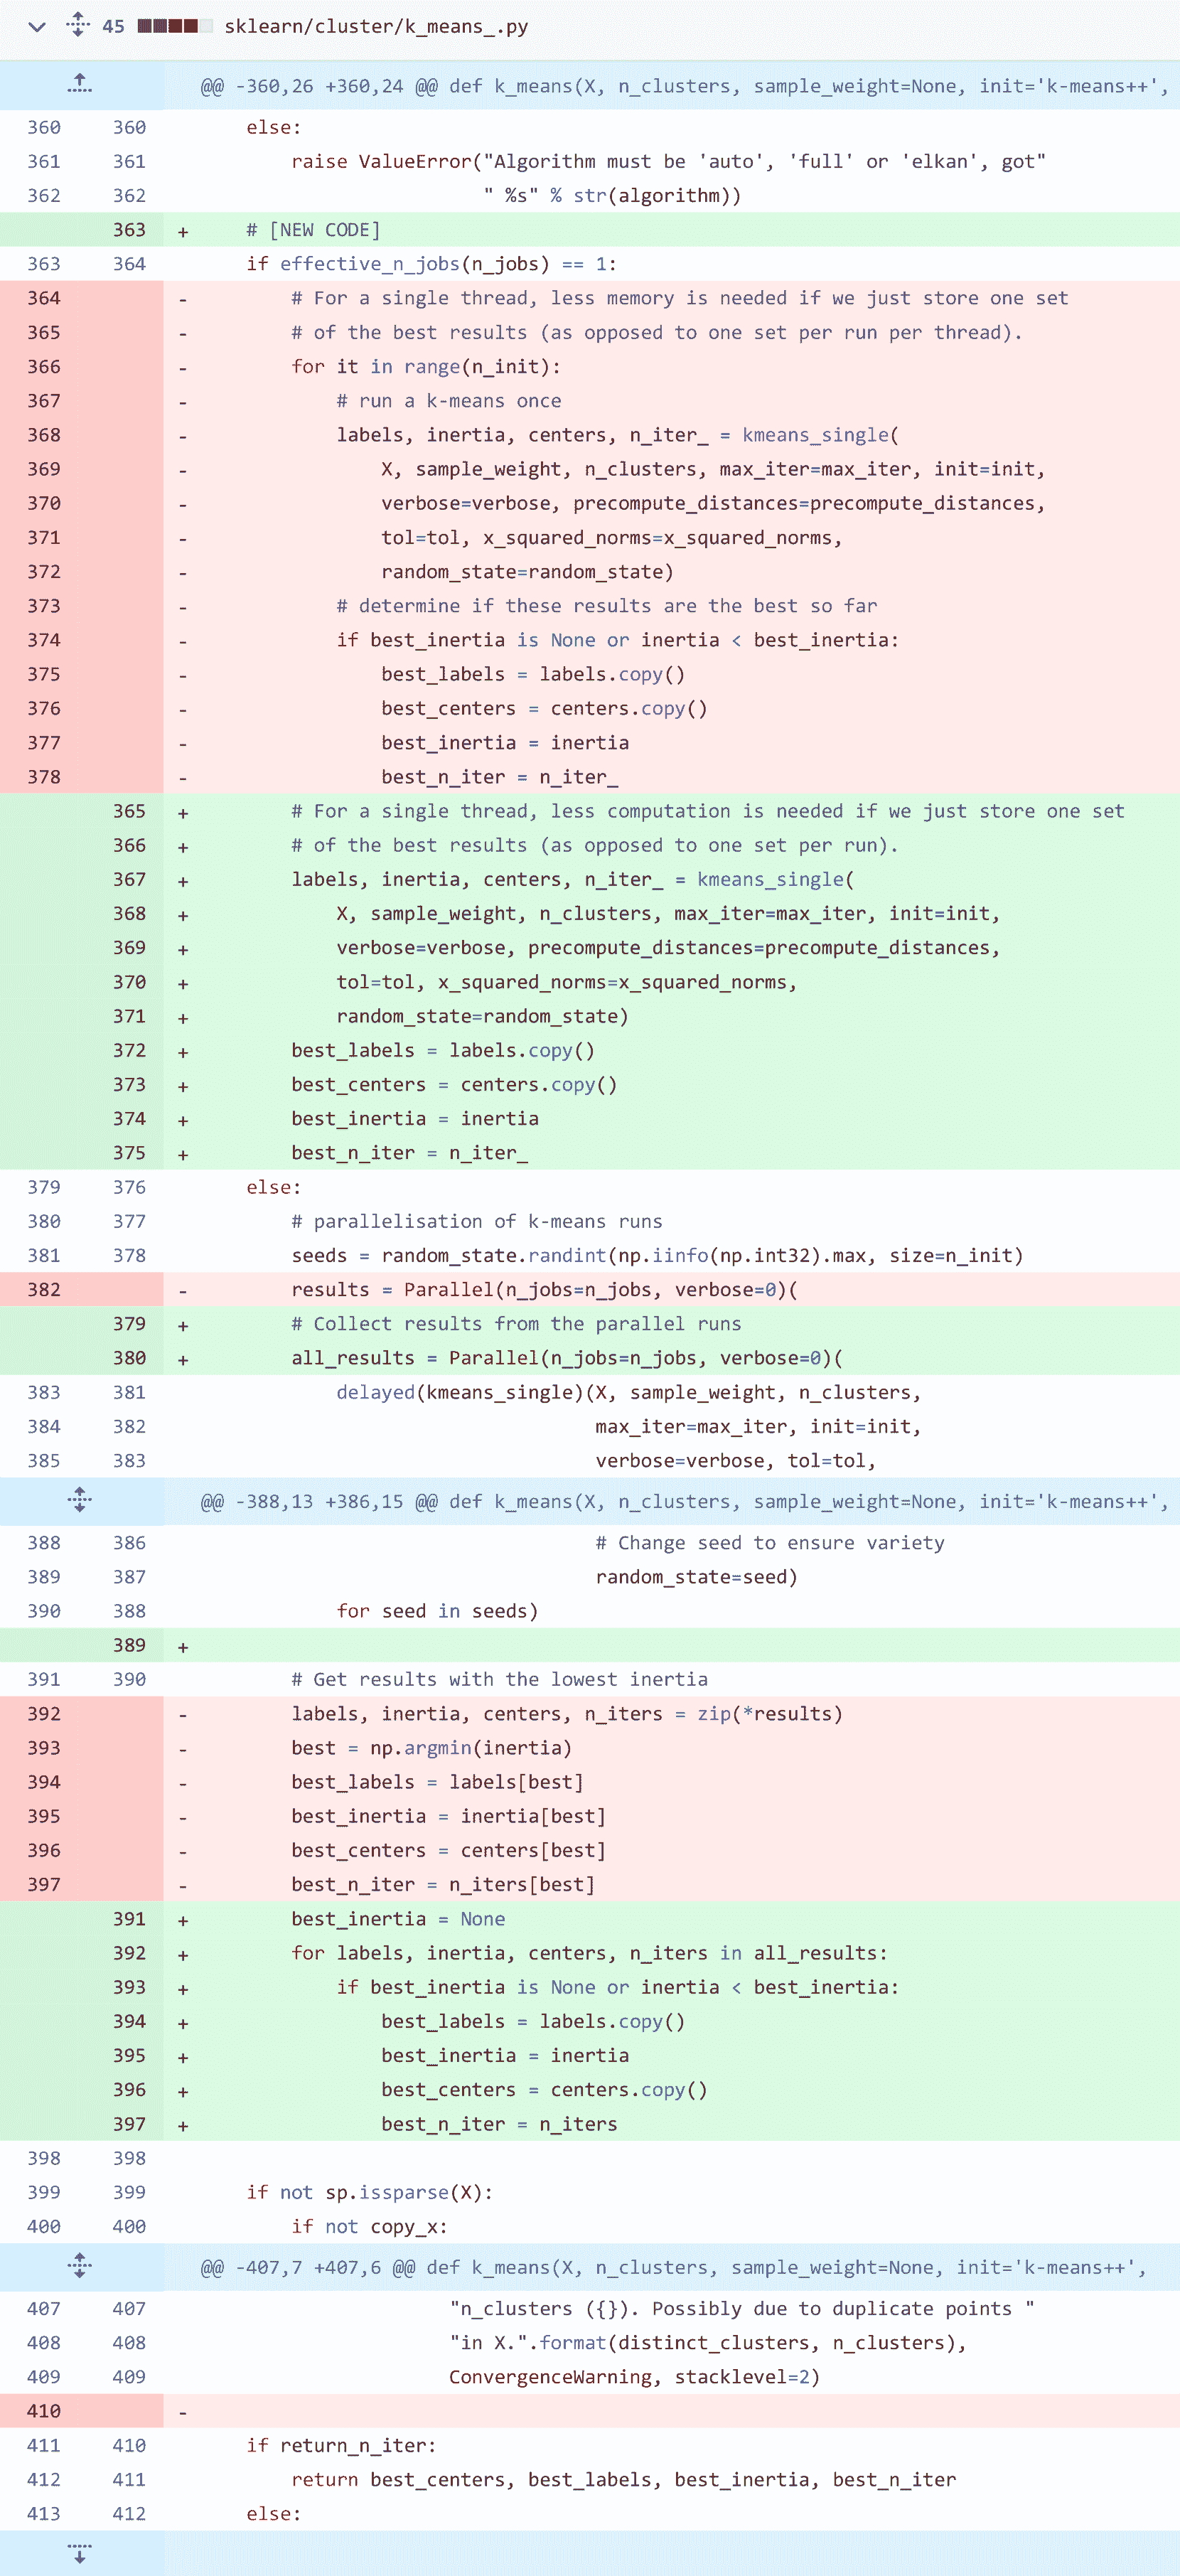 45 sklearn/cluster/k_means_.py
@@ -360,26 +360,24 @@ def k_means(X, n_clusters, sample_weight=None, init='k-means++',
360 360 else:
361 361 raise ValueError("Algorithm must be 'auto', 'full' or 'elkan', got"
362 362 " %s" % str(algorithm))
363 + # [NEW CODE]
363 364 if effective_n_jobs(n_jobs) == 1:
364 - # For a single thread, less memory is needed if we just store one set
365 - # of the best results (as opposed to one set per run per thread).
366 - for it in range(n_init):
367 - # run a k-means once
368 - labels, inertia, centers, n_iter_ = kmeans_single(
369 - X, sample_weight, n_clusters, max_iter=max_iter, init=init,
370 - verbose=verbose, precompute_distances=precompute_distances,
371 - tol=tol, x_squared_norms=x_squared_norms,
372 - random_state=random_state)
373 - # determine if these results are the best so far
374 - if best_inertia is None or inertia < best_inertia:
375 - best_labels = labels.copy()
376 - best_centers = centers.copy()
377 - best_inertia = inertia
378 - best_n_iter = n_iter_
365 + # For a single thread, less computation is needed if we just store one set
366 + # of the best results (as opposed to one set per run).
367 + labels, inertia, centers, n_iter_ = kmeans_single(
368 + X, sample_weight, n_clusters, max_iter=max_iter, init=init,
369 + verbose=verbose, precompute_distances=precompute_distances,
370 + tol=tol, x_squared_norms=x_squared_norms,
371 + random_state=random_state)
372 + best_labels = labels.copy()
373 + best_centers = centers.copy()
374 + best_inertia = inertia
375 + best_n_iter = n_iter_
379 376 else:
380 377 # parallelisation of k-means runs
381 378 seeds = random_state.randint(np.iinfo(np.int32).max, size=n_init)
382 - results = Parallel(n_jobs=n_jobs, verbose=0)(
379 + # Collect results from the parallel runs
380 + all_results = Parallel(n_jobs=n_jobs, verbose=0)(
383 381 delayed(kmeans_single)(X, sample_weight, n_clusters,
384 382 max_iter=max_iter, init=init,
385 383 verbose=verbose, tol=tol,
@@ -388,13 +386,15 @@ def k_means(X, n_clusters, sample_weight=None, init='k-means++',
388 386 # Change seed to ensure variety
389 387 random_state=seed)
390 388 for seed in seeds)
389 +
391 390 # Get results with the lowest inertia
392 - labels, inertia, centers, n_iters = zip(*results)
393 - best = np.argmin(inertia)
394 - best_labels = labels[best]
395 - best_inertia = inertia[best]
396 - best_centers = centers[best]
397 - best_n_iter = n_iters[best]
391 + best_inertia = None
392 + for labels, inertia, centers, n_iters in all_results:
393 + if best_inertia is None or inertia < best_inertia:
394 + best_labels = labels.copy()
395 + best_inertia = inertia
396 + best_centers = centers.copy()
397 + best_n_iter = n_iters
398 398
399 399 if not sp.issparse(X):
400 400 if not copy_x:
@@ -407,7 +407,6 @@ def k_means(X, n_clusters, sample_weight=None, init='k-means++',
407 407 "n_clusters ({}). Possibly due to duplicate points "
408 408 "in X.".format(distinct_clusters, n_clusters),
409 409 ConvergenceWarning, stacklevel=2)
410 -
411 410 if return_n_iter:
412 411 return best_centers, best_labels, best_inertia, best_n_iter
413 412 else: